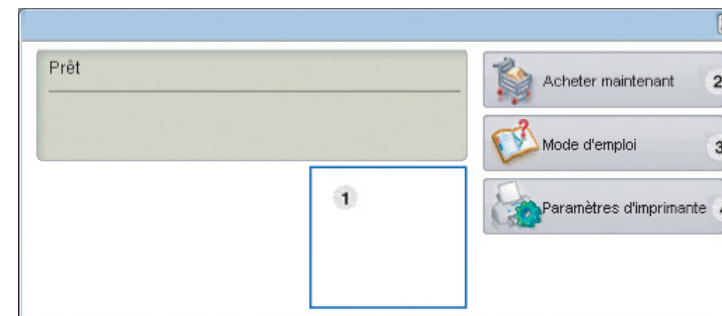 Prêt
Acheter maintenant 2
Mode d'emploi 3
1
Paramètres d'imprimante